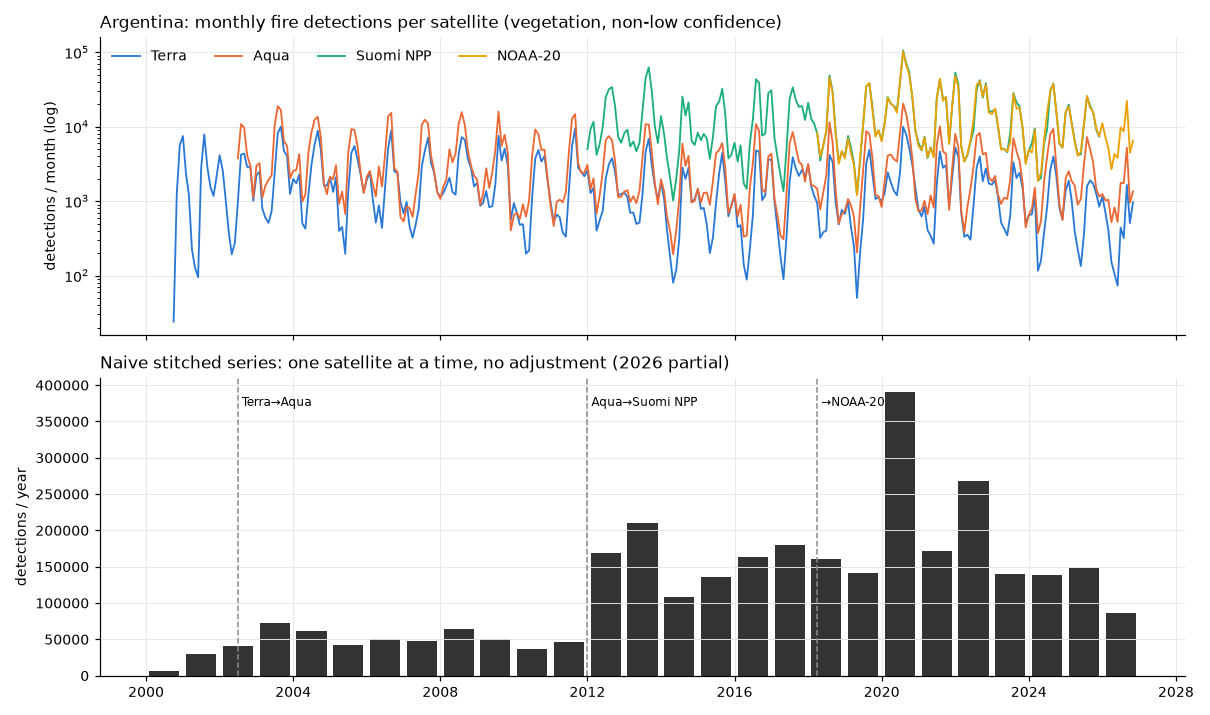 Argentina: monthly fire detections per satellite (vegetation, non-low confidence)
Terra Aqua Suomi NPP NOAA-20
detections / month (log)
10⁵
10⁴
10³
10²
Naive stitched series: one satellite at a time, no adjustment (2026 partial)
Terra→Aqua Aqua→Suomi NPP →NOAA-20
detections / year
400000
350000
300000
250000
200000
150000
100000
50000
0
2000 2004 2008 2012 2016 2020 2024 2028